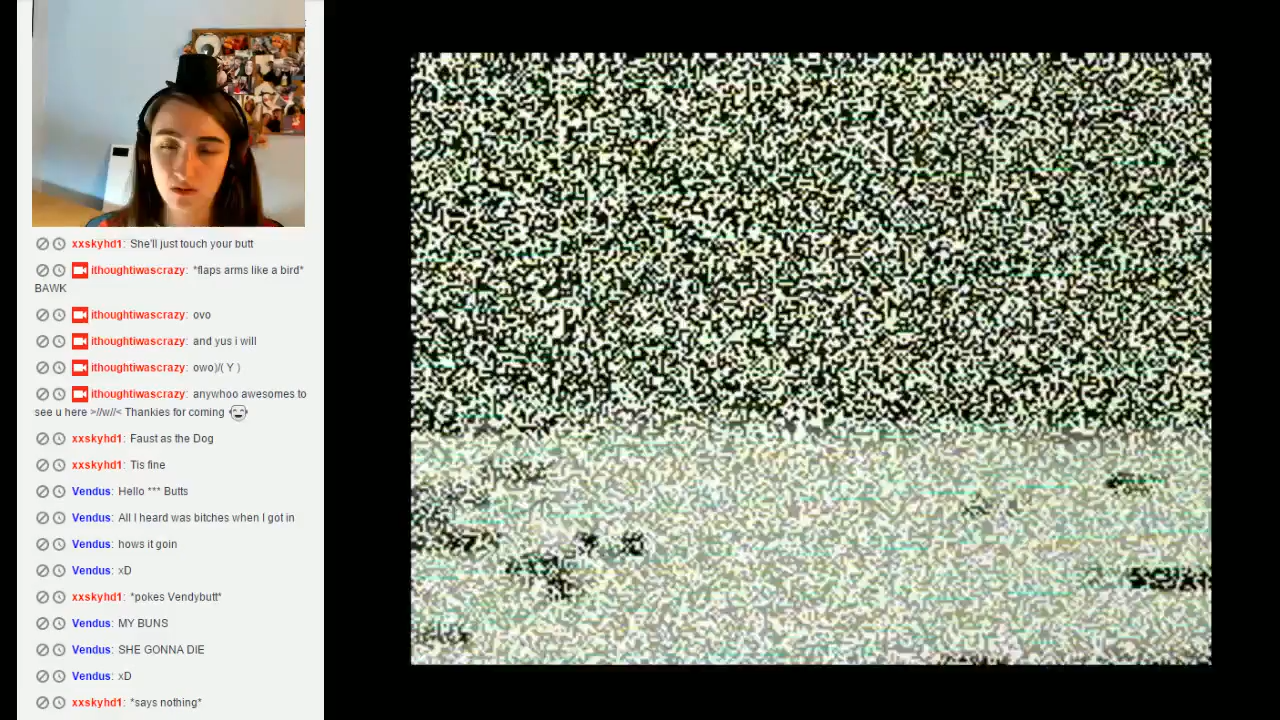 xxskyhd1: She'll just touch your butt
ithoughtiwascrazy: *flaps arms like a bird*
BAWK
ithoughtiwascrazy: ovo
ithoughtiwascrazy: and yus i will
ithoughtiwascrazy: owo)/( Y )
ithoughtiwascrazy: anywhoo awesomes to
see u here >//w//< Thankies for coming
xxskyhd1: Faust as the Dog
xxskyhd1: Tis fine
Vendus: Hello *** Butts
Vendus: All I heard was bitches when I got in
Vendus: hows it goin
Vendus: xD
xxskyhd1: *pokes Vendybutt*
Vendus: MY BUNS
Vendus: SHE GONNA DIE
Vendus: xD
xxskyhd1: *says nothing*